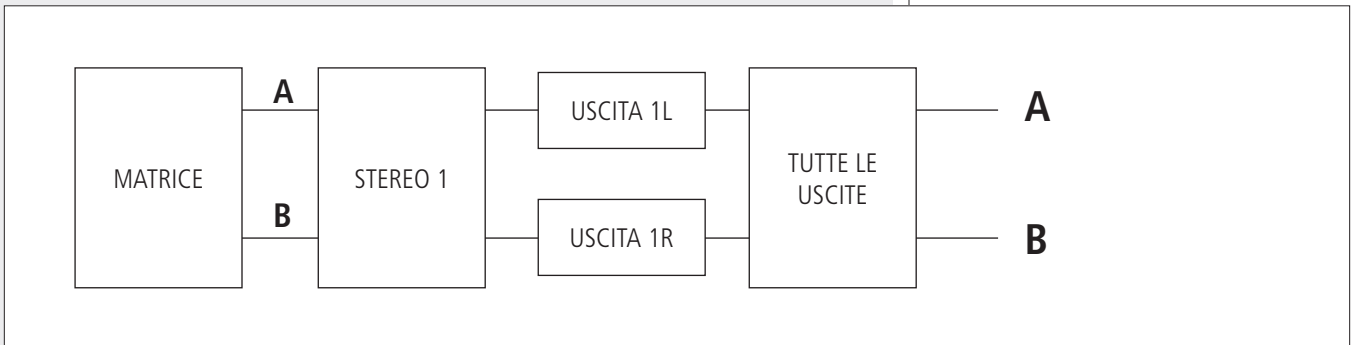 A
USCITA 1L
A
MATRICE
STEREO 1
TUTTE LE
USCITE
B
USCITA 1R
B